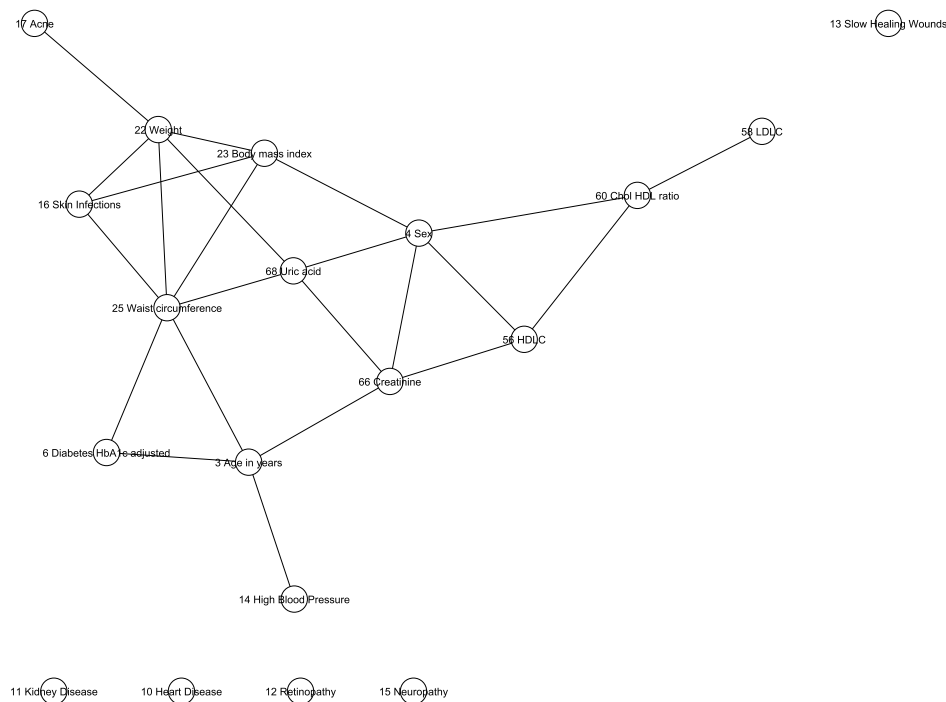 17 Acne
13 Slow Healing Wounds
22 Weight
58 LDLC
23 Body mass index
60 Chol HDL ratio
16 Skin Infections
4 Sex
68 Uric acid
25 Waist circumference
56 HDLC
66 Creatinine
6 Diabetes HbA1c adjusted
3 Age in years
14 High Blood Pressure
11 Kidney Disease
10 Heart Disease
12 Retinopathy
15 Neuropathy